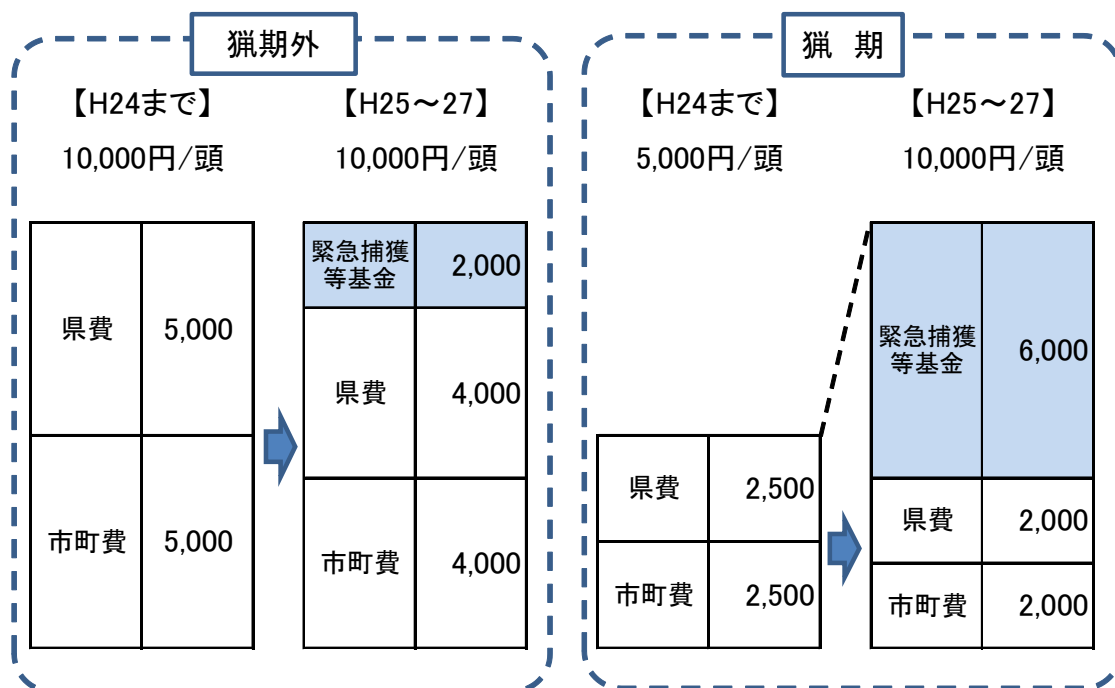 猟期外
【H24まで】
10,000円/頭
県費
5,000
市町費
5,000
【H25～27】
10,000円/頭
緊急捕獲
等基金
2,000
県費
4,000
市町費
4,000
猟 期
【H24まで】
5,000円/頭
県費
2,500
市町費
2,500
【H25～27】
10,000円/頭
緊急捕獲
等基金
6,000
県費
2,000
市町費
2,000